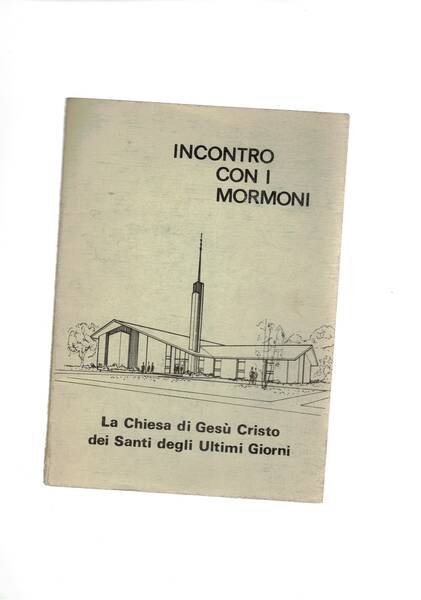 INCONTRO
CON I
MORMONI
La Chiesa di Gesù Cristo
dei Santi degli Ultimi Giorni